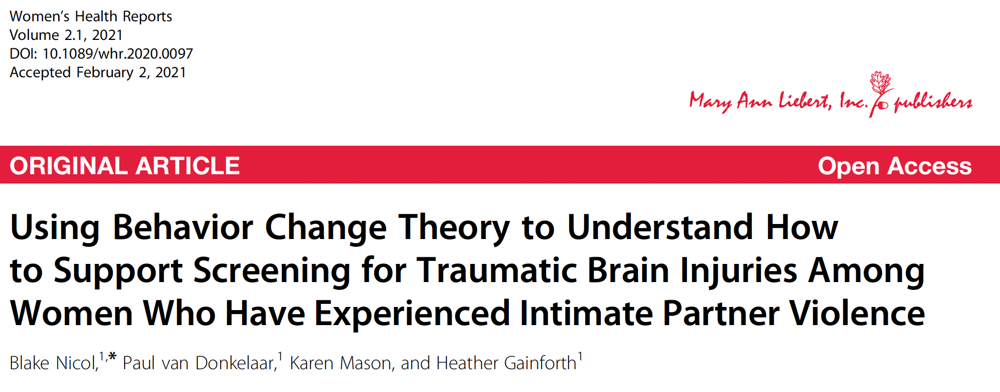 Women's Health Reports
Volume 2.1, 2021
DOI: 10.1089/whr.2020.0097
Accepted February 2, 2021
Mary Ann Liebert, Inc. publishers
ORIGINAL ARTICLE Open Access
Using Behavior Change Theory to Understand How
to Support Screening for Traumatic Brain Injuries Among
Women Who Have Experienced Intimate Partner Violence
Blake Nicol,1,* Paul van Donkelaar,1 Karen Mason, and Heather Gainforth1